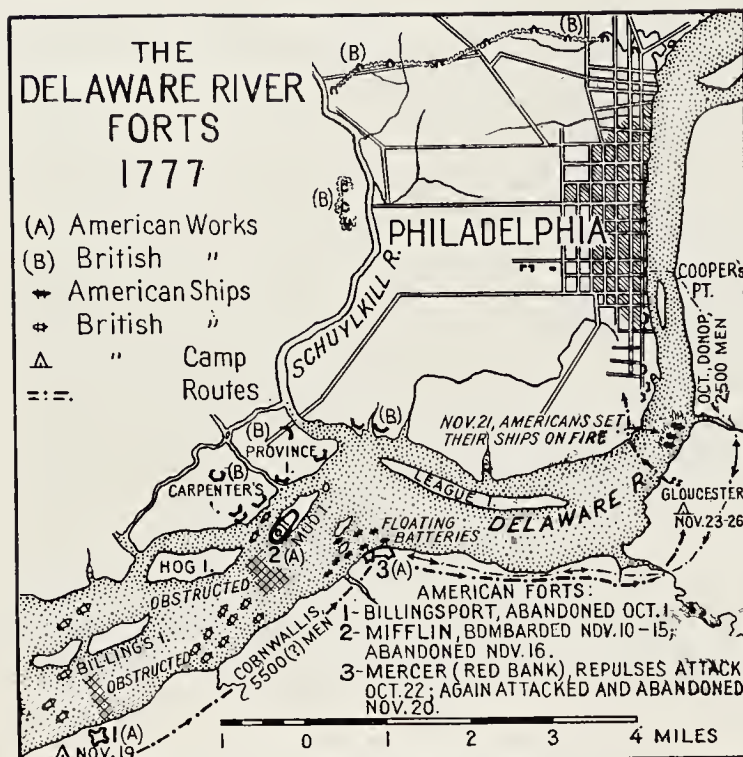 THE
DELAWARE RIVER
FORTS
1777
(A) American Works
(B) British "
American Ships
British "
" Camp
Routes
(B)
(B)
(B)
PHILADELPHIA
SCHUYLKILL R.
COOPER'S
PT.
OCT. DONOP,
2500 MEN
NOV. 21, AMERICANS SET
THEIR SHIPS ON FIRE
(B)
(B)
PROVINCE I.
(B)
CARPENTER'S
I.
LEAGUE I.
DELAWARE R.
GLOUCESTER
NOV. 23-26
MUD I.
2(A)
FLOATING
BATTERIES
3(A)
HOG I.
OBSTRUCTED
BILLINGS I.
OBSTRUCTED
CORNWALLIS,
5500(?) MEN
1(A)
NOV. 19
AMERICAN FORTS:
1-BILLINGSPORT, ABANDONED OCT. 1.
2-MIFFLIN, BOMBARDED NOV. 10-15;
ABANDONED NOV. 16.
3-MERCER (RED BANK), REPULSES ATTACK
OCT. 22; AGAIN ATTACKED AND ABANDONED
NOV. 20.
1 0 1 2 3 4 MILES